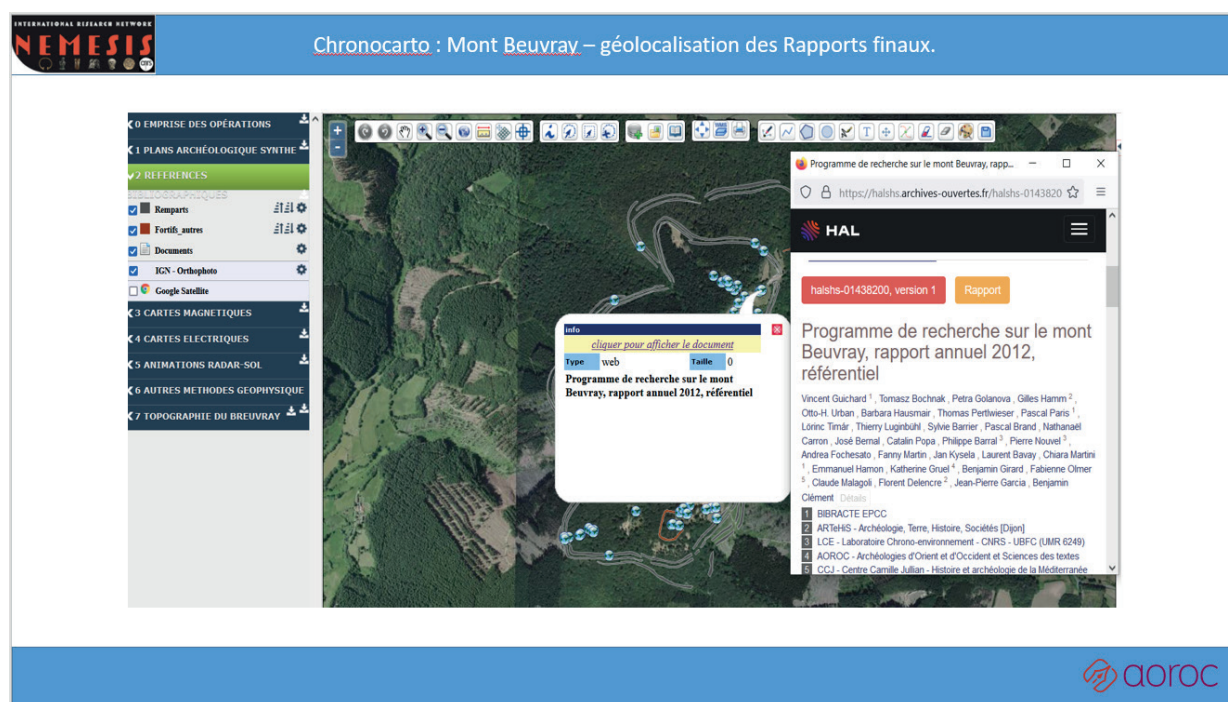 INTERNATIONAL RESEARCH NETWORK
NEMESIS
Chronocarto : Mont Beuvray – géolocalisation des Rapports finaux.
0 EMPRISE DES OPÉRATIONS
1 PLANS ARCHÉOLOGIQUE SYNTHE
2 REFERENCES
BIBLIOGRAPHIQUES
Remparts
Fortifs_autres
Documents
IGN - Orthophoto
Google Satellite
3 CARTES MAGNETIQUES
4 CARTES ELECTRIQUES
5 ANIMATIONS RADAR-SOL
6 AUTRES METHODES GEOPHYSIQUE
7 TOPOGRAPHIE DU BREUVRAY
info
cliquer pour afficher le document
Type web Taille 0
Programme de recherche sur le mont
Beuvray, rapport annuel 2012, référentiel
Programme de recherche sur le mont Beuvray, rapp...
https://halshs.archives-ouvertes.fr/halshs-0143820
HAL
halshs-01438200, version 1 Rapport
Programme de recherche sur le mont
Beuvray, rapport annuel 2012,
référentiel
Vincent Guichard 1 , Tomasz Bochnak , Petra Golanova , Gilles Hamm 2 ,
Otto-H. Urban , Barbara Hausmair , Thomas Pertlwieser , Pascal Paris 1 ,
Lörinc Timár , Thierry Luginbühl , Sylvie Barrier , Pascal Brand , Nathanaël
Carron , José Bernal , Catalin Popa , Philippe Barral 3 , Pierre Nouvel 3 ,
Andrea Fochesato , Fanny Martin , Jan Kysela , Laurent Bavay , Chiara Martini
1 , Emmanuel Hamon , Katherine Gruel 4 , Benjamin Girard , Fabienne Olmer
5 , Claude Malagoli , Florent Delencre 2 , Jean-Pierre Garcia , Benjamin
Clément Détails
1 BIBRACTE EPCC
2 ARTeHiS - Archéologie, Terre, Histoire, Sociétés [Dijon]
3 LCE - Laboratoire Chrono-environnement - CNRS - UBFC (UMR 6249)
4 AOROC - Archéologies d'Orient et d'Occident et Sciences des textes
5 CCJ - Centre Camille Jullian - Histoire et archéologie de la Méditerranée
aoroc